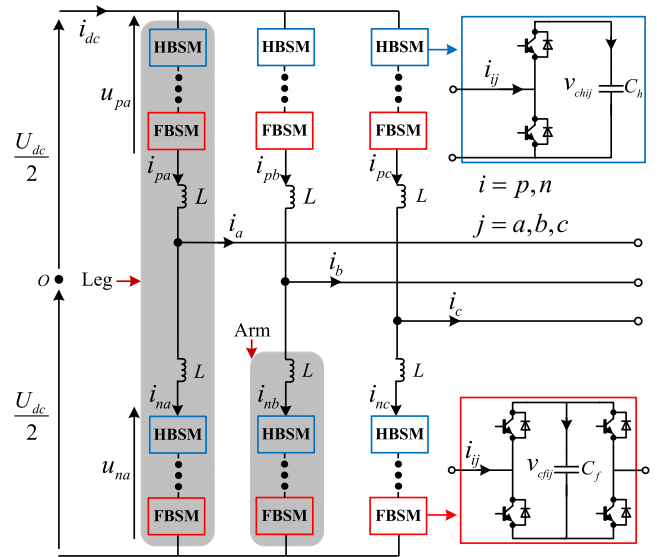 i_dc
HBSM HBSM HBSM
u_pa
FBSM FBSM FBSM
i_ij
v_chij C_h
U_dc/2
i_pa i_pb i_pc
L L L
i = p,n
j = a,b,c
i_a
i_b
i_c
O
Leg
Arm
L L L
U_dc/2
i_na i_nb i_nc
HBSM HBSM HBSM
u_na
FBSM FBSM FBSM
i_ij
v_cfij C_f